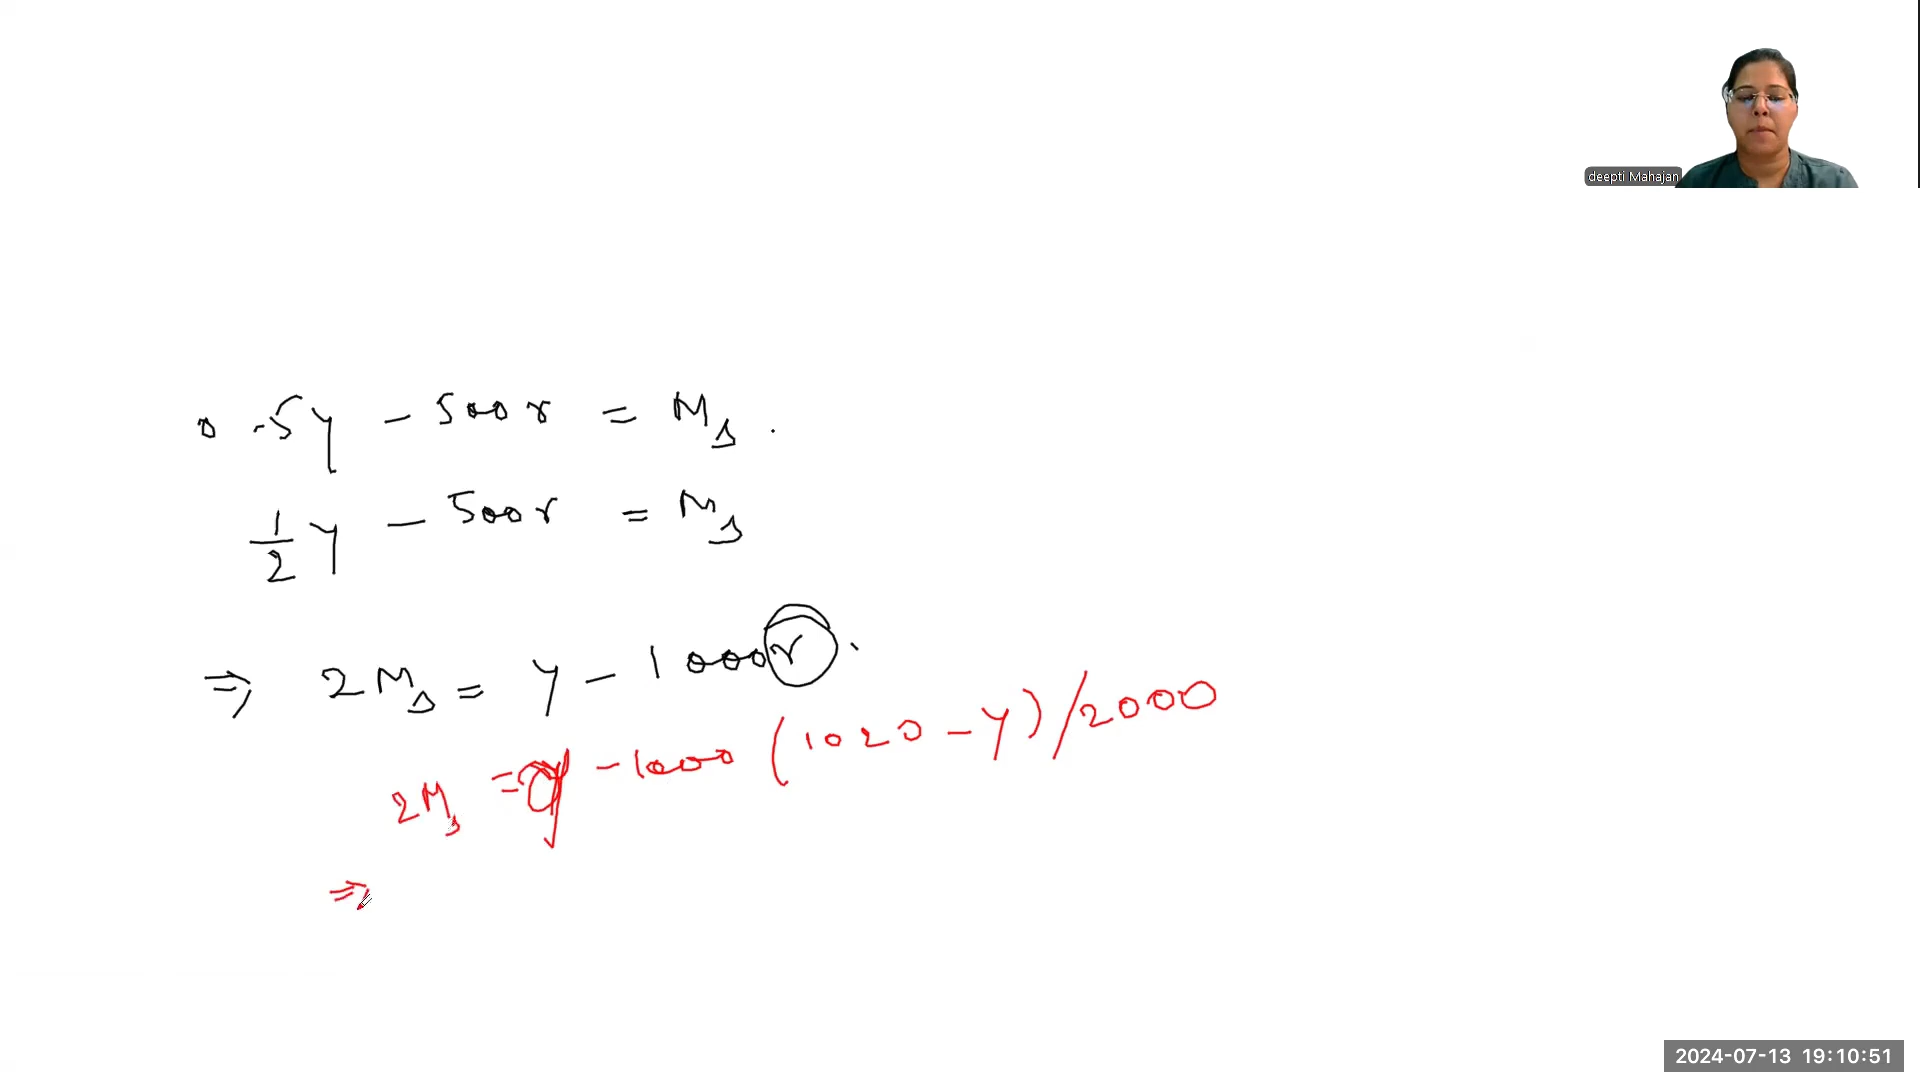 deepti Mahajan
0.5y - 500r = Ms.
1/2 y - 500r = Ms
⇒ 2Ms = y - 1000r.
2Ms = y - 1000 (1020 - y)/2000
⇒
2024-07-13 19:10:51